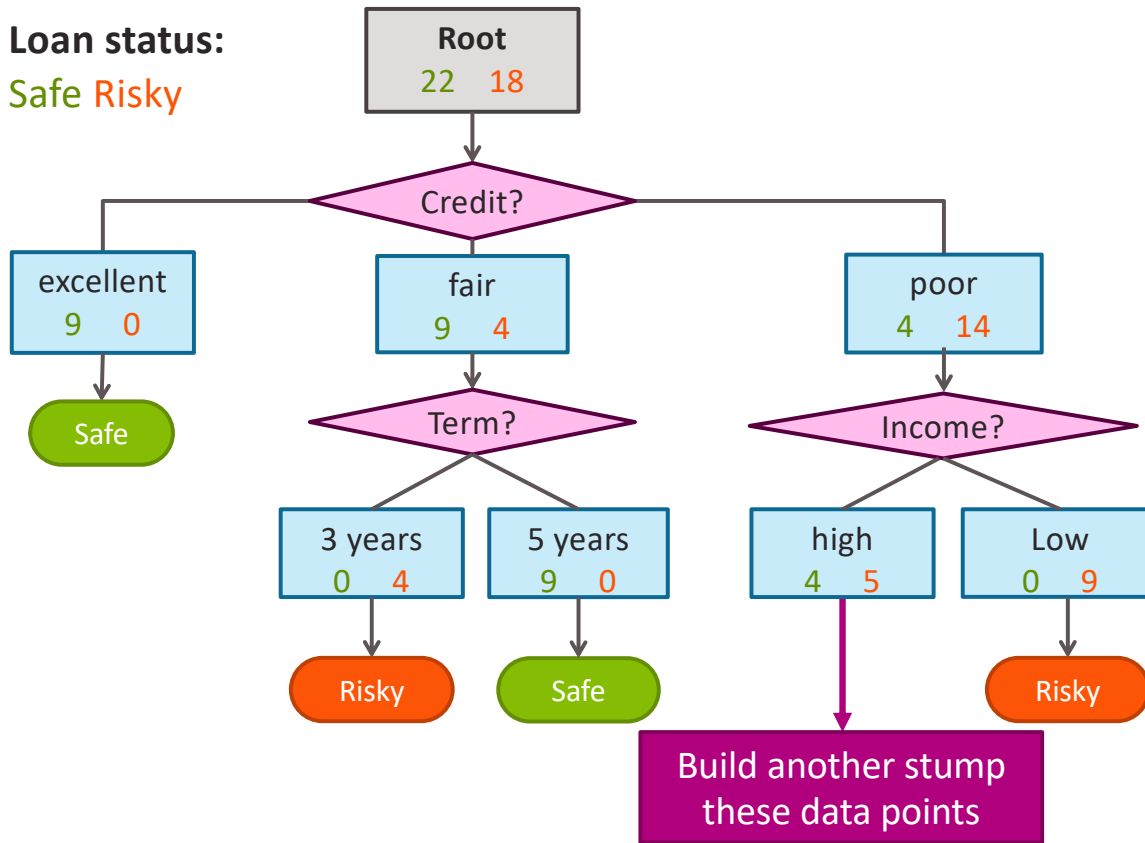 Loan status:
Safe Risky
Root
22 18
Credit?
excellent
9 0
fair
9 4
poor
4 14
Safe
Term?
Income?
3 years
0 4
5 years
9 0
high
4 5
Low
0 9
Risky
Safe
Risky
Build another stump
these data points